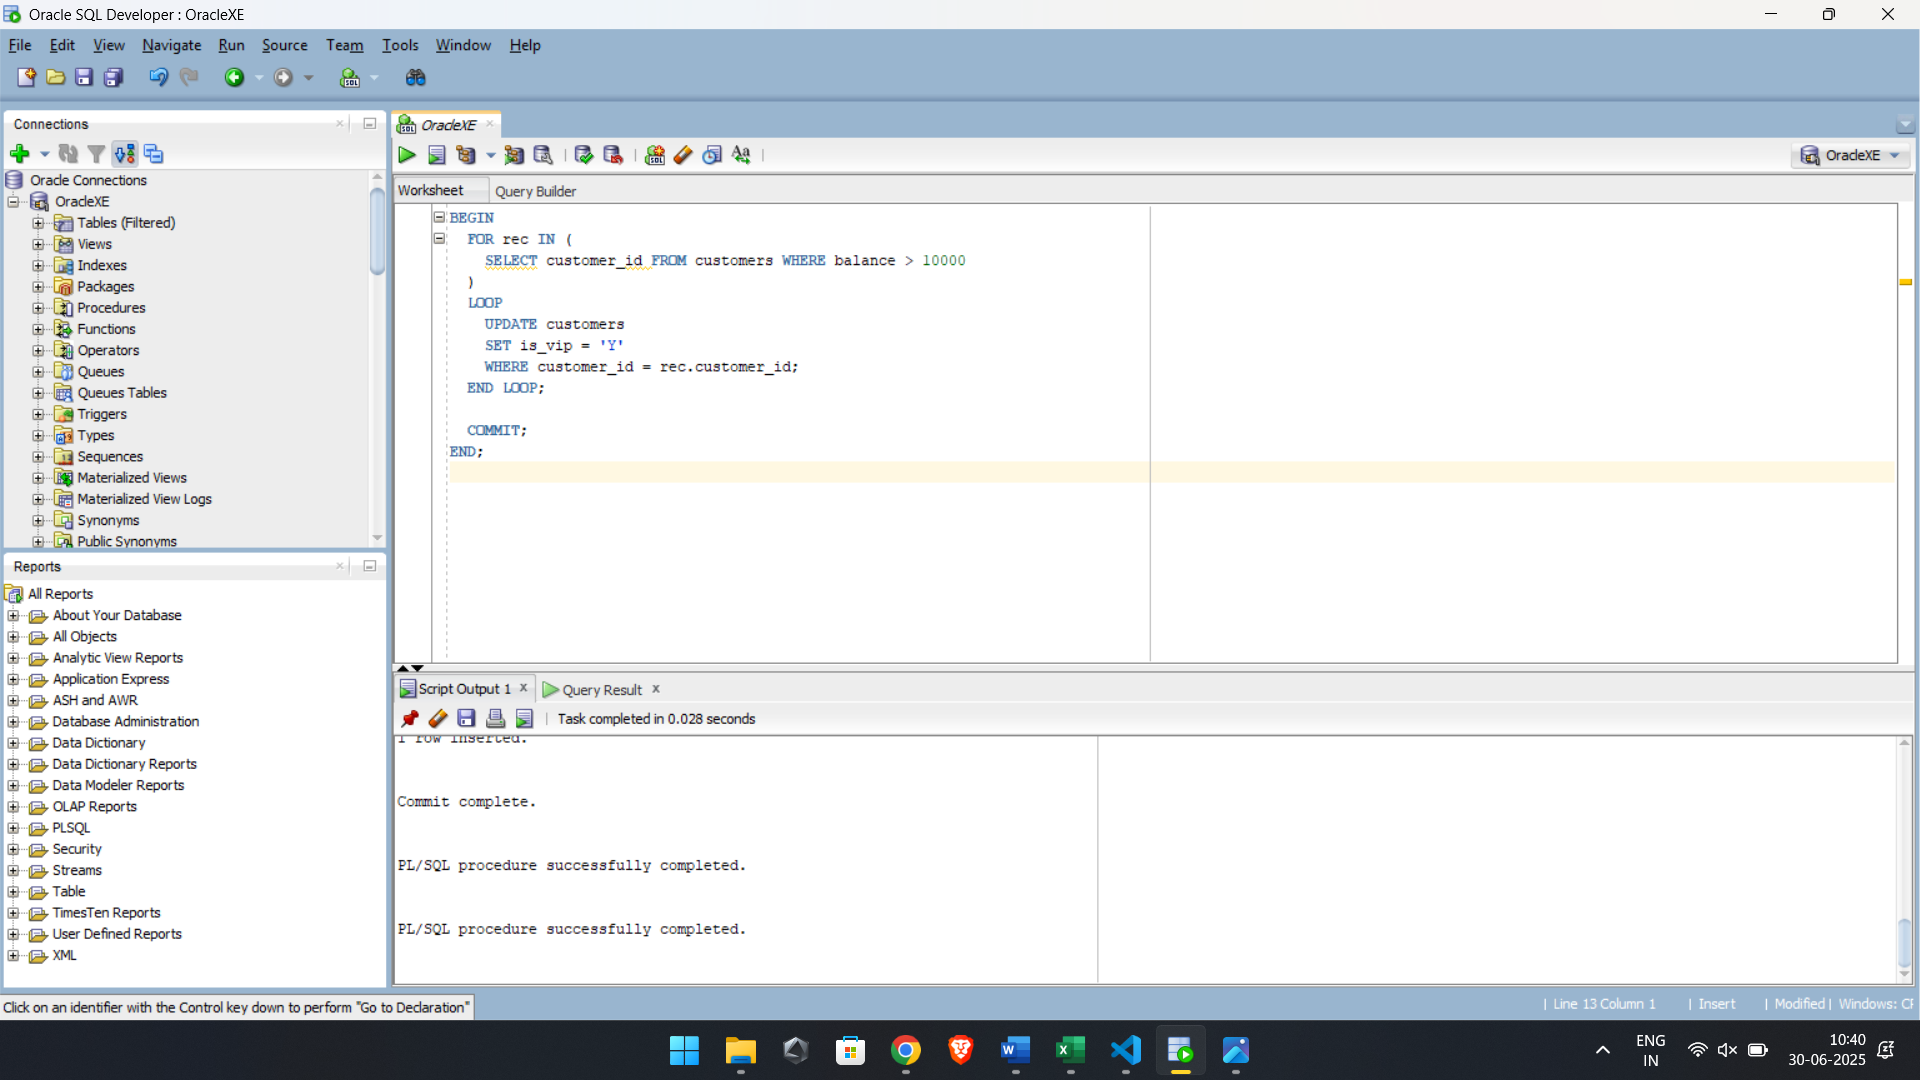 Oracle SQL Developer : OracleXE
File Edit View Navigate Run Source Team Tools Window Help
Connections
Oracle Connections
OracleXE
Tables (Filtered)
Views
Indexes
Packages
Procedures
Functions
Operators
Queues
Queues Tables
Triggers
Types
Sequences
Materialized Views
Materialized View Logs
Synonyms
Public Synonyms
Reports
All Reports
About Your Database
All Objects
Analytic View Reports
Application Express
ASH and AWR
Database Administration
Data Dictionary
Data Dictionary Reports
Data Modeler Reports
OLAP Reports
PLSQL
Security
Streams
Table
TimesTen Reports
User Defined Reports
XML
OracleXE
OracleXE
Worksheet Query Builder
BEGIN
FOR rec IN (
SELECT customer_id FROM customers WHERE balance > 10000
)
LOOP
UPDATE customers
SET is_vip = 'Y'
WHERE customer_id = rec.customer_id;
END LOOP;
COMMIT;
END;
Script Output 1 Query Result
Task completed in 0.028 seconds
1 row inserted.
Commit complete.
PL/SQL procedure successfully completed.
PL/SQL procedure successfully completed.
Click on an identifier with the Control key down to perform "Go to Declaration"
Line 13 Column 1 | Insert | Modified | Windows: CF
ENG
IN
10:40
30-06-2025